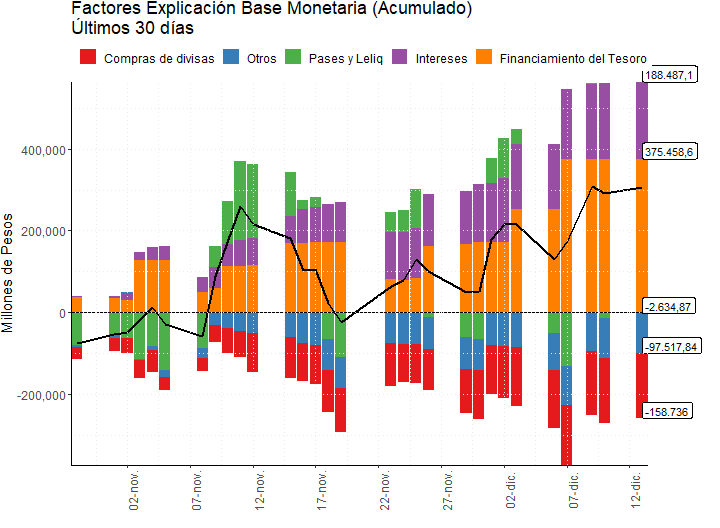 Factores Explicación Base Monetaria (Acumulado)
Últimos 30 días
Compras de divisas
Otros
Pases y Leliq
Intereses
Financiamiento del Tesoro
Millones de Pesos
400,000
200,000
0
-200,000
188.487,1
375.458,6
-2.634,87
-97.517,84
-158.736
02-nov.
07-nov.
12-nov.
17-nov.
22-nov.
27-nov.
02-dic.
07-dic.
12-dic.